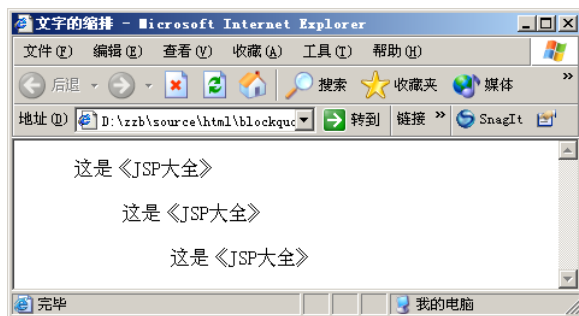 文字的缩排 - Microsoft Internet Explorer
文件(F) 编辑(E) 查看(V) 收藏(A) 工具(T) 帮助(H)
后退 搜索 收藏夹 媒体 »
地址(D) D:\zzb\source\html\blockquo 转到 链接 » SnagIt
这是《JSP大全》
这是《JSP大全》
这是《JSP大全》
完毕 我的电脑